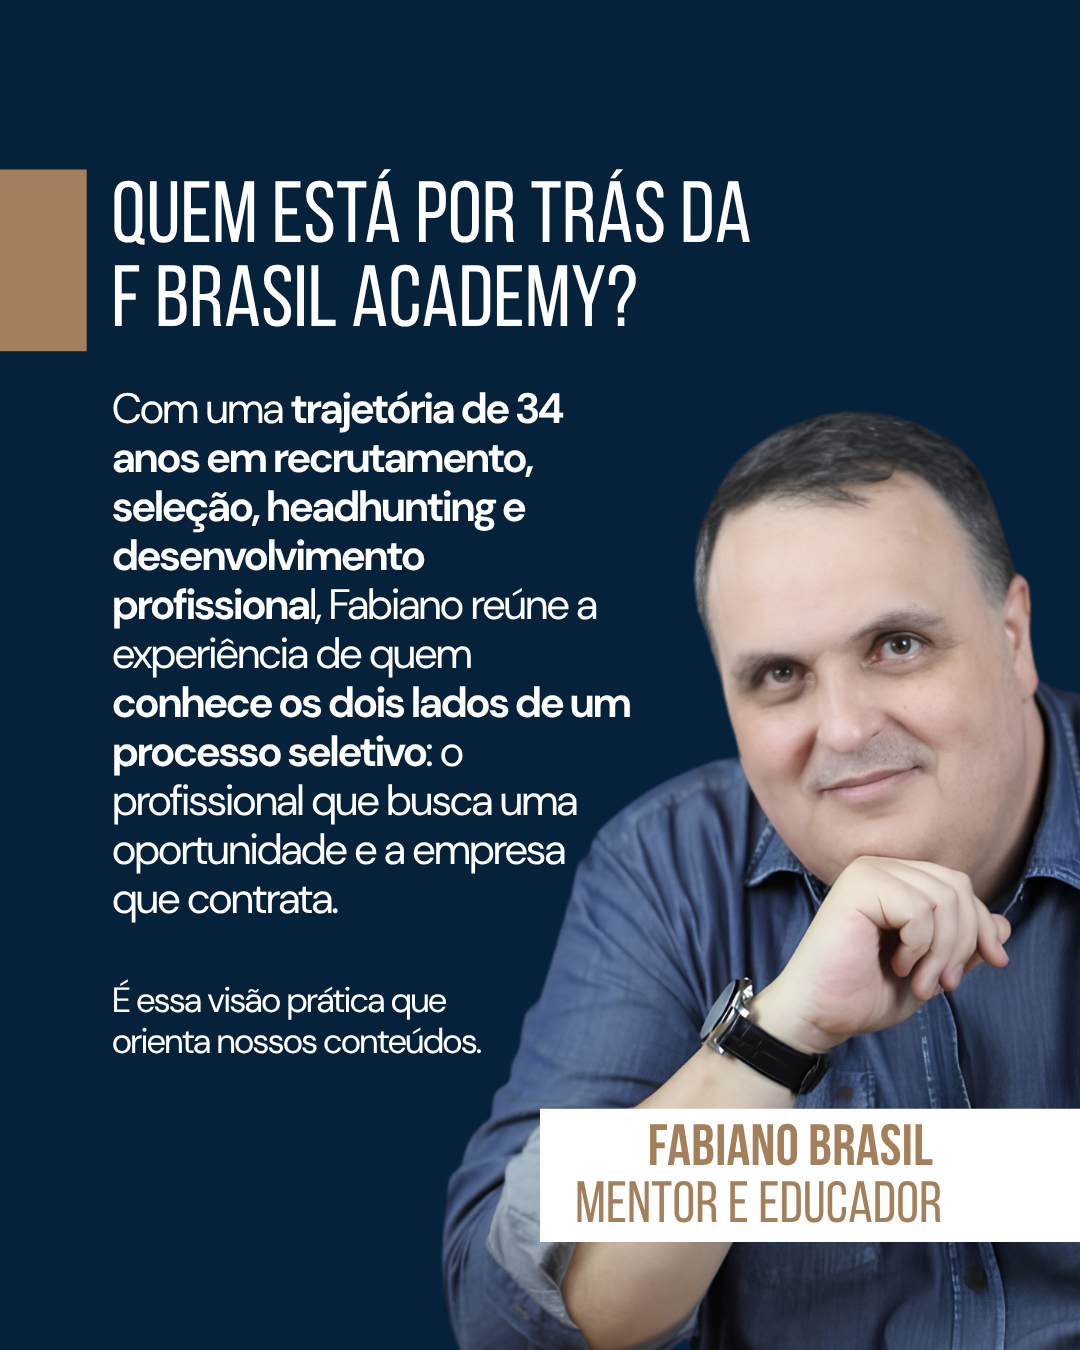 QUEM ESTÁ POR TRÁS DA
F BRASIL ACADEMY?
Com uma trajetória de 34
anos em recrutamento,
seleção, headhunting e
desenvolvimento
profissional, Fabiano reúne a
experiência de quem
conhece os dois lados de um
processo seletivo: o
profissional que busca uma
oportunidade e a empresa
que contrata.
É essa visão prática que
orienta nossos conteúdos.
FABIANO BRASIL
MENTOR E EDUCADOR